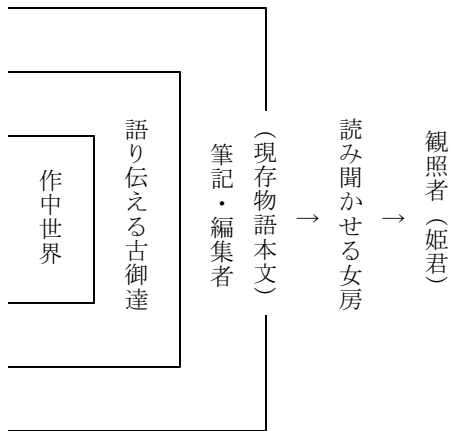 観照者（姫君）
→
読み聞かせる女房
→
（現存物語本文）
筆記・編集者
語り伝える古御達
作中世界